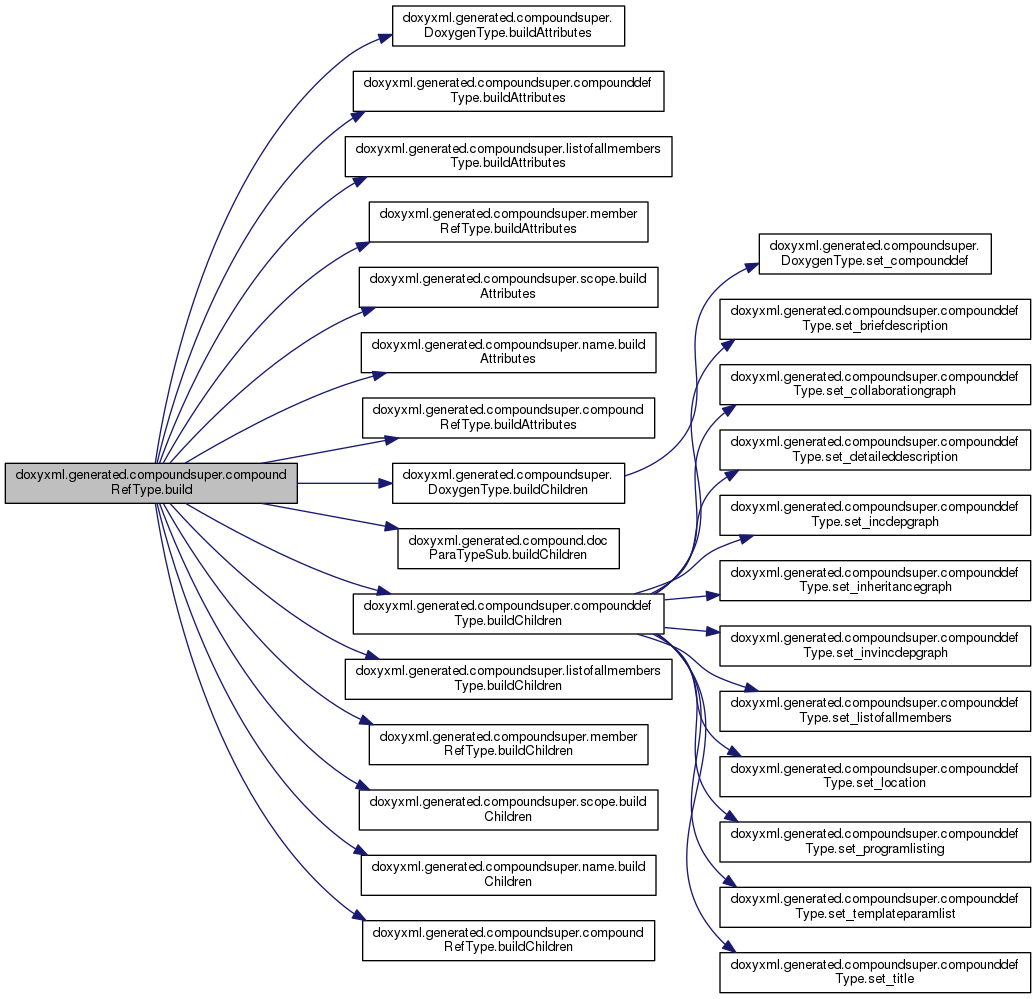 doxyxml.generated.compoundsuper.compound
RefType.build
doxyxml.generated.compoundsuper.
DoxygenType.buildAttributes
doxyxml.generated.compoundsuper.compounddef
Type.buildAttributes
doxyxml.generated.compoundsuper.listofallmembers
Type.buildAttributes
doxyxml.generated.compoundsuper.member
RefType.buildAttributes
doxyxml.generated.compoundsuper.scope.build
Attributes
doxyxml.generated.compoundsuper.name.build
Attributes
doxyxml.generated.compoundsuper.compound
RefType.buildAttributes
doxyxml.generated.compoundsuper.
DoxygenType.buildChildren
doxyxml.generated.compound.doc
ParaTypeSub.buildChildren
doxyxml.generated.compoundsuper.compounddef
Type.buildChildren
doxyxml.generated.compoundsuper.listofallmembers
Type.buildChildren
doxyxml.generated.compoundsuper.member
RefType.buildChildren
doxyxml.generated.compoundsuper.scope.build
Children
doxyxml.generated.compoundsuper.name.build
Children
doxyxml.generated.compoundsuper.compound
RefType.buildChildren
doxyxml.generated.compoundsuper.
DoxygenType.set_compounddef
doxyxml.generated.compoundsuper.compounddef
Type.set_briefdescription
doxyxml.generated.compoundsuper.compounddef
Type.set_collaborationgraph
doxyxml.generated.compoundsuper.compounddef
Type.set_detaileddescription
doxyxml.generated.compoundsuper.compounddef
Type.set_incdepgraph
doxyxml.generated.compoundsuper.compounddef
Type.set_inheritancegraph
doxyxml.generated.compoundsuper.compounddef
Type.set_invincdepgraph
doxyxml.generated.compoundsuper.compounddef
Type.set_listofallmembers
doxyxml.generated.compoundsuper.compounddef
Type.set_location
doxyxml.generated.compoundsuper.compounddef
Type.set_programlisting
doxyxml.generated.compoundsuper.compounddef
Type.set_templateparamlist
doxyxml.generated.compoundsuper.compounddef
Type.set_title